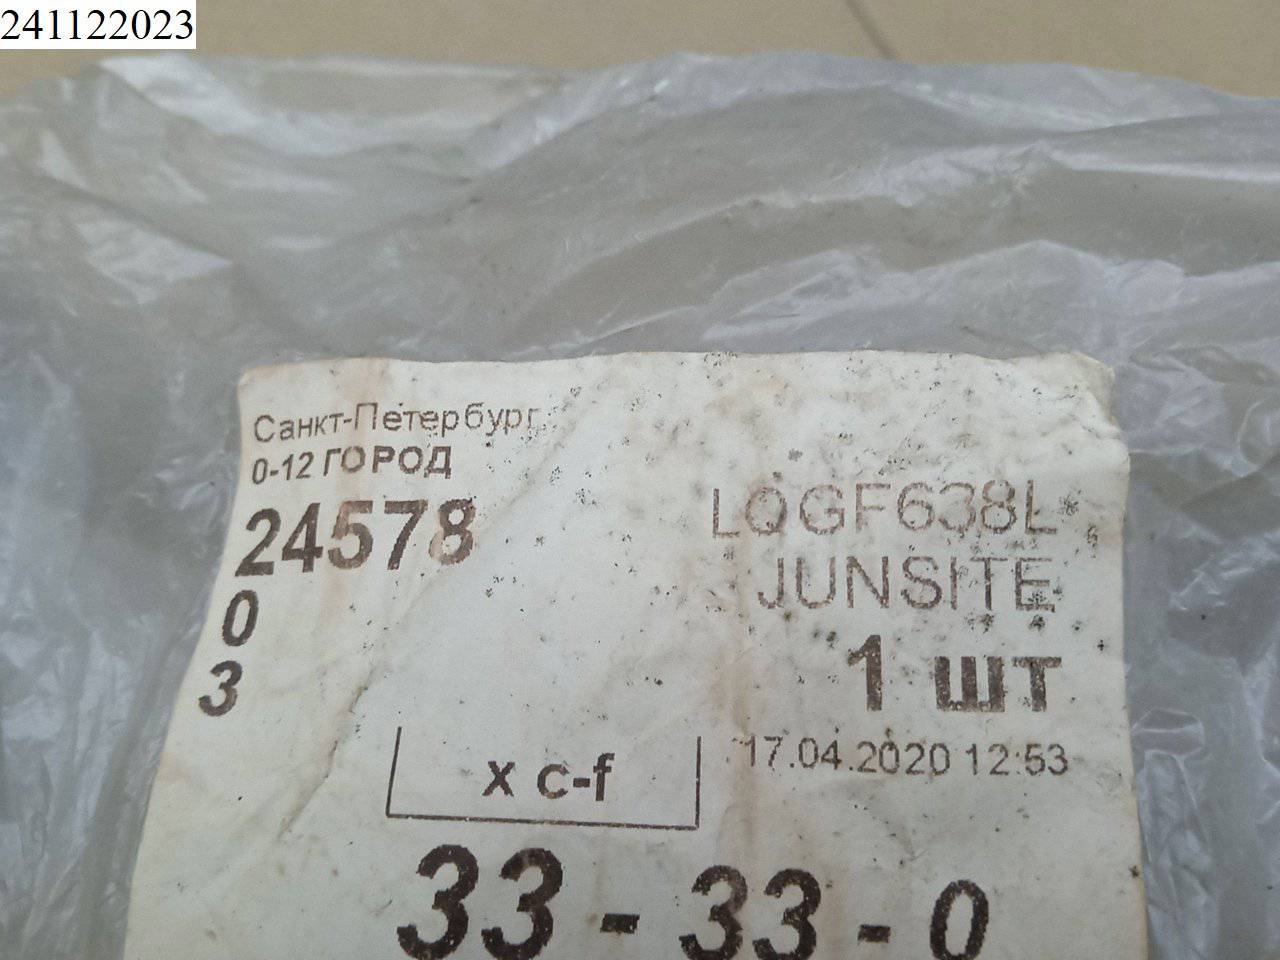 241122023
Санкт-Петербург
0-12 ГОРОД
24578
0
3
LOGF638L
JUNSITE
1 шт
17.04.2020 12:53
x c-f
33 - 33 - 0